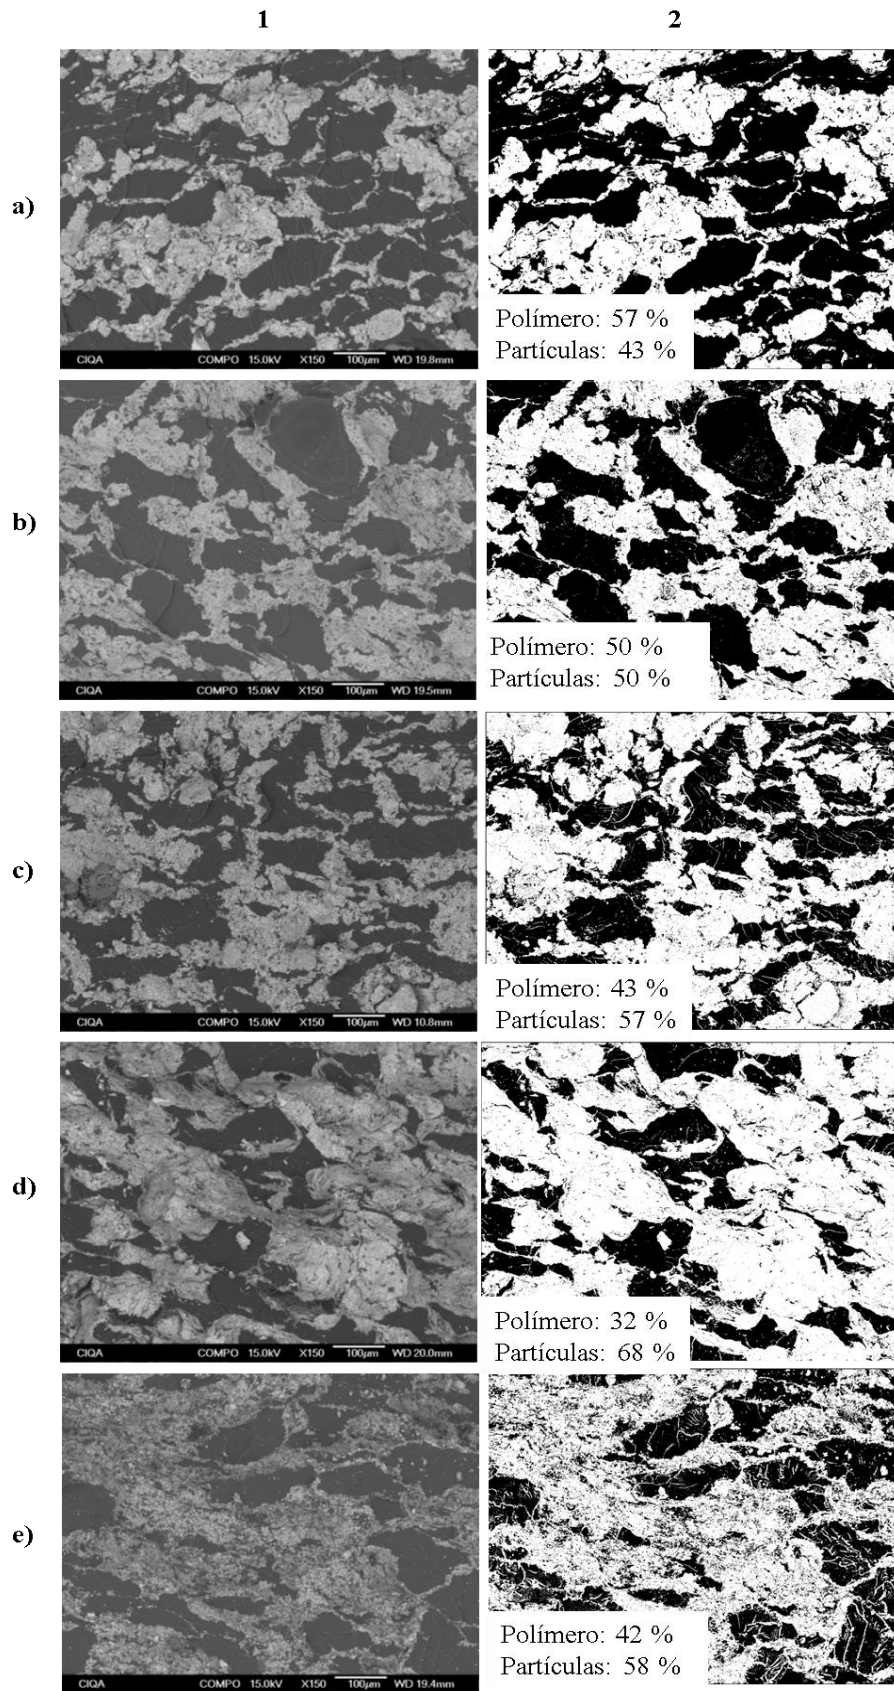 1 2
a)
Polímero: 57 %
Partículas: 43 %
CIQA COMPO 15.0kV X150 100µm WD 19.8mm
b)
Polímero: 50 %
Partículas: 50 %
CIQA COMPO 15.0kV X150 100µm WD 19.5mm
c)
Polímero: 43 %
Partículas: 57 %
CIQA COMPO 15.0kV X150 100µm WD 10.8mm
d)
Polímero: 32 %
Partículas: 68 %
CIQA COMPO 15.0kV X150 100µm WD 20.0mm
e)
Polímero: 42 %
Partículas: 58 %
CIQA COMPO 15.0kV X150 100µm WD 19.4mm